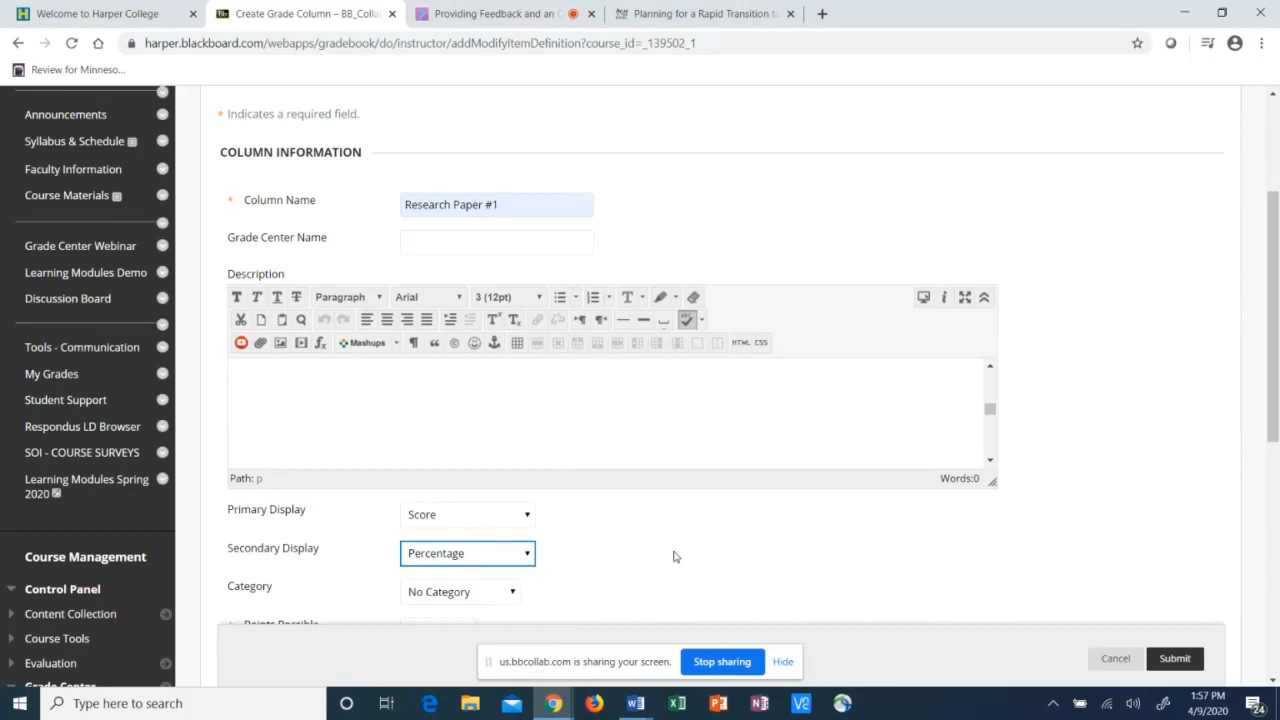 Welcome to Harper College
Create Grade Column – BB_Colla
Providing Feedback and an
Planning for a Rapid Transition to
harper.blackboard.com/webapps/gradebook/do/instructor/addModifyItemDefinition?course_id=_139502_1
Review for Minneso...
* Indicates a required field.
Announcements
Syllabus & Schedule
Faculty Information
Course Materials
Grade Center Webinar
Learning Modules Demo
Discussion Board
Tools - Communication
My Grades
Student Support
Respondus LD Browser
SOI - COURSE SURVEYS
Learning Modules Spring
2020
Course Management
Control Panel
Content Collection
Course Tools
Evaluation
Grade Center
COLUMN INFORMATION
* Column Name
Research Paper #1
Grade Center Name
Description
Paragraph Arial 3 (12pt)
Mashups HTML CSS
Path: p Words:0
Primary Display
Score
Secondary Display
Percentage
Category
No Category
Points Possible
us.bbcollab.com is sharing your screen. Stop sharing Hide
Cancel Submit
Type here to search
1:57 PM
4/9/2020
24